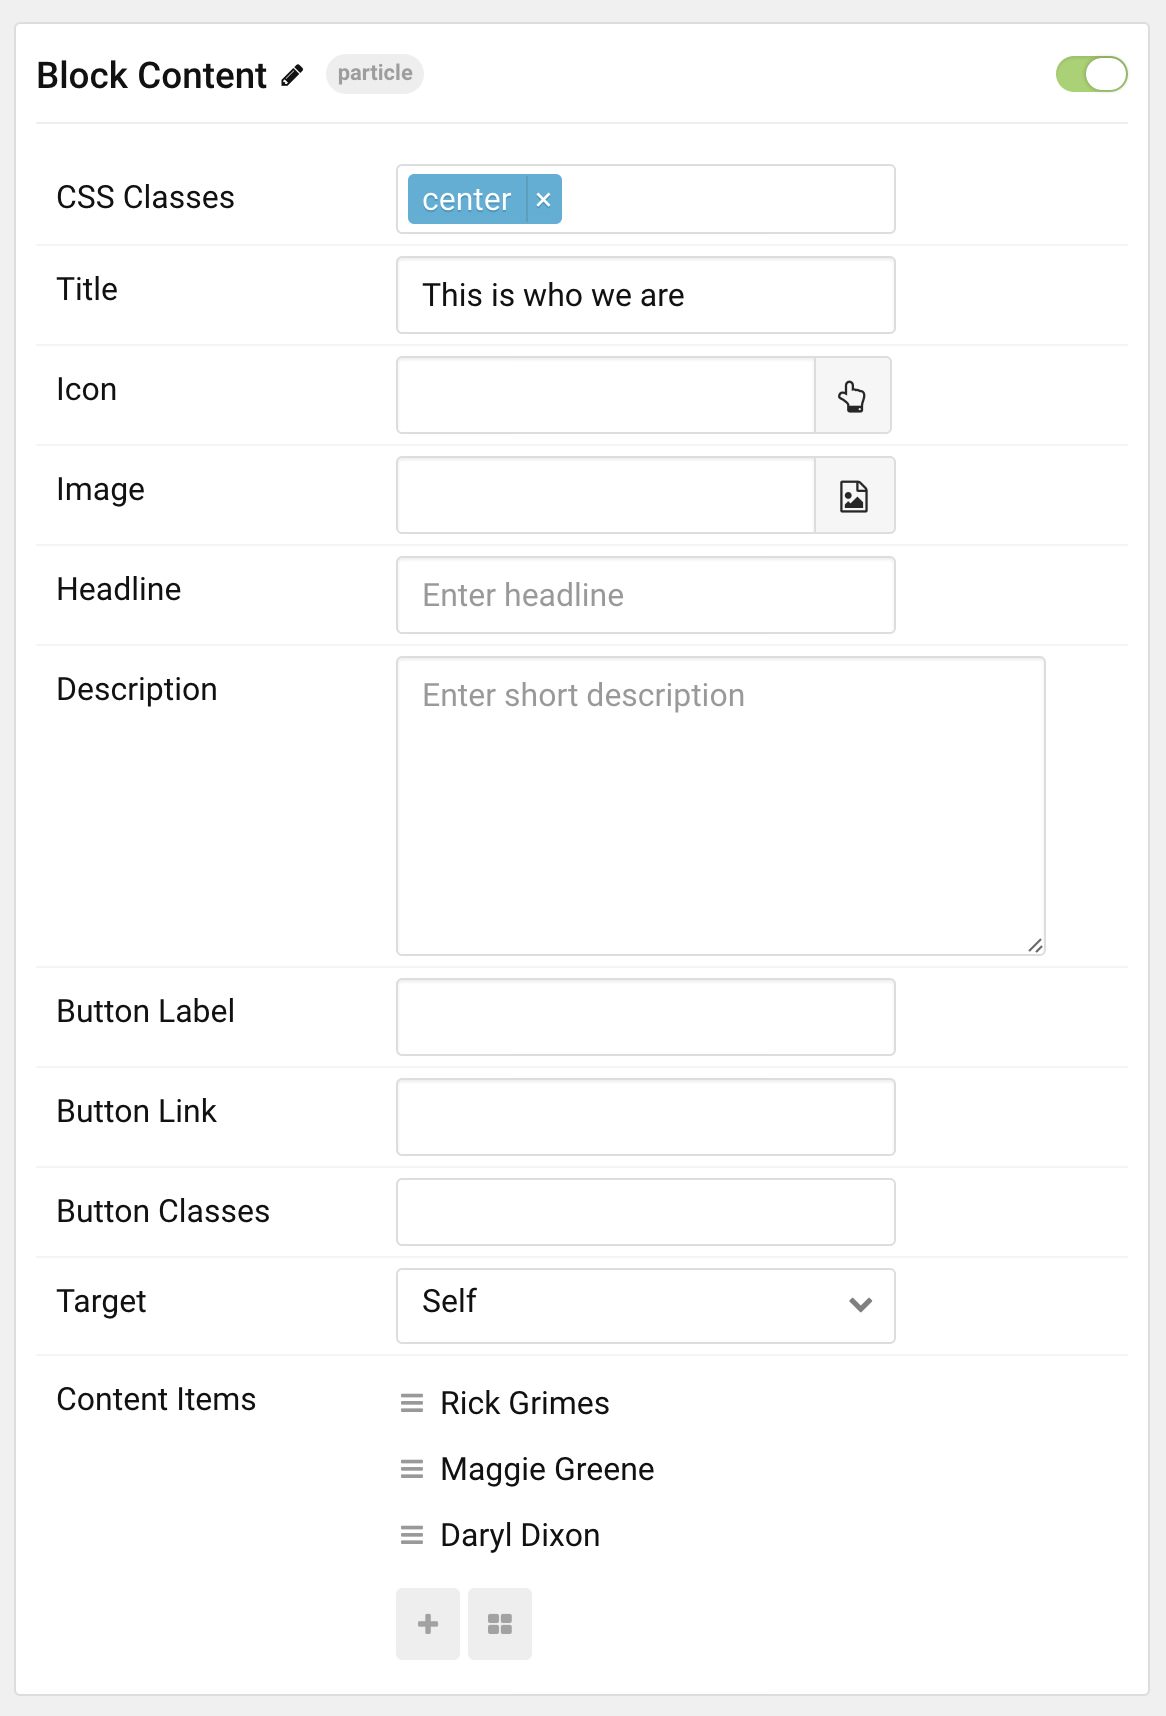 Block Content particle
CSS Classes center ×
Title This is who we are
Icon
Image
Headline Enter headline
Description Enter short description
Button Label
Button Link
Button Classes
Target Self
Content Items Rick Grimes
Maggie Greene
Daryl Dixon